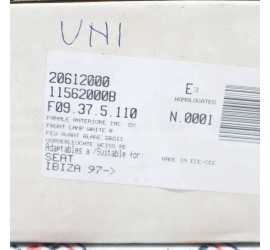 UNI
20612000
11562000B
F09.37.5.110
E3
HOMOLOGATED
N.0001
FANALE ANTERIORE INC. DX
FRONT LAMP WHITE R
FEU AVANT BLANC DROIT
Adaptables a /Suitable for
SEAT
IBIZA 97->
MADE IN EEC-CEE